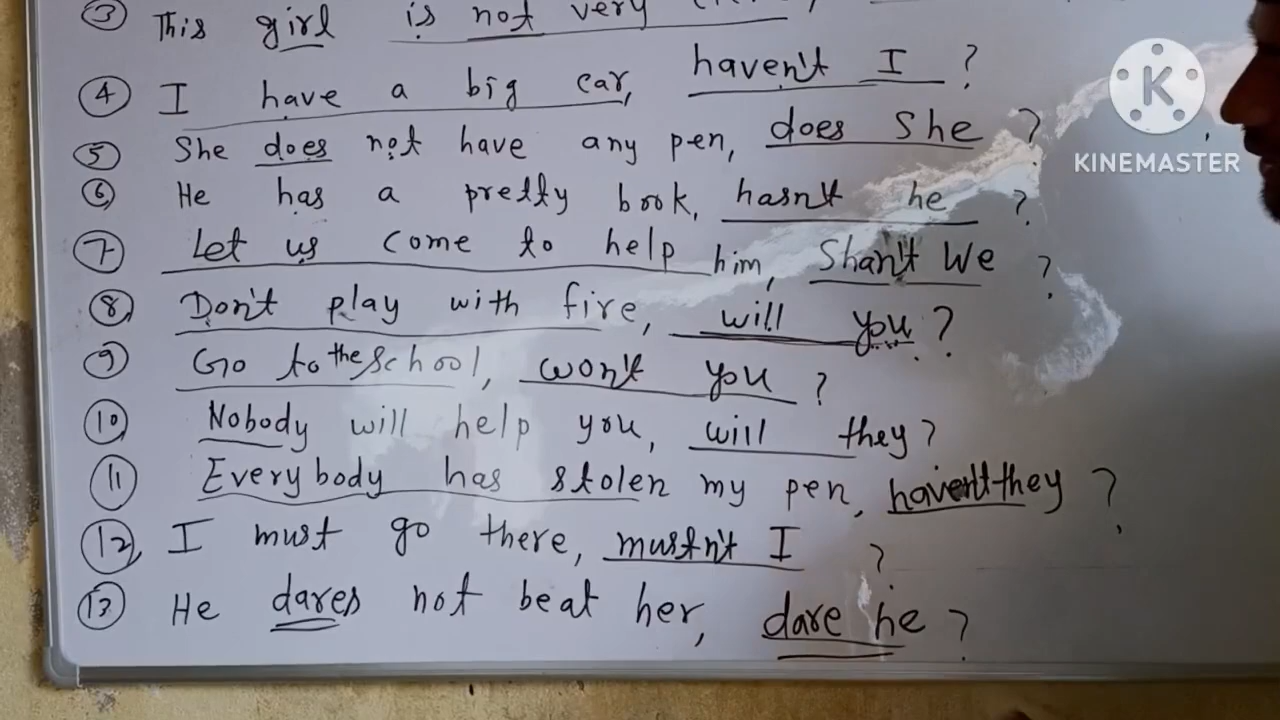 ③ This girl is not very
④ I have a big car, haven't I ?
⑤ She does not have any pen, does She ?
⑥ He has a pretty book, hasn't he ?
⑦ Let us come to help him, Shan't We ?
⑧ Don't play with fire, will you ?
⑨ Go to the school, won't you ?
⑩ Nobody will help you, will they?
⑪ Everybody has stolen my pen, haven't they ?
⑫ I must go there, mustn't I ?
⑬ He dares not beat her, dare he ?
K
KINEMASTER